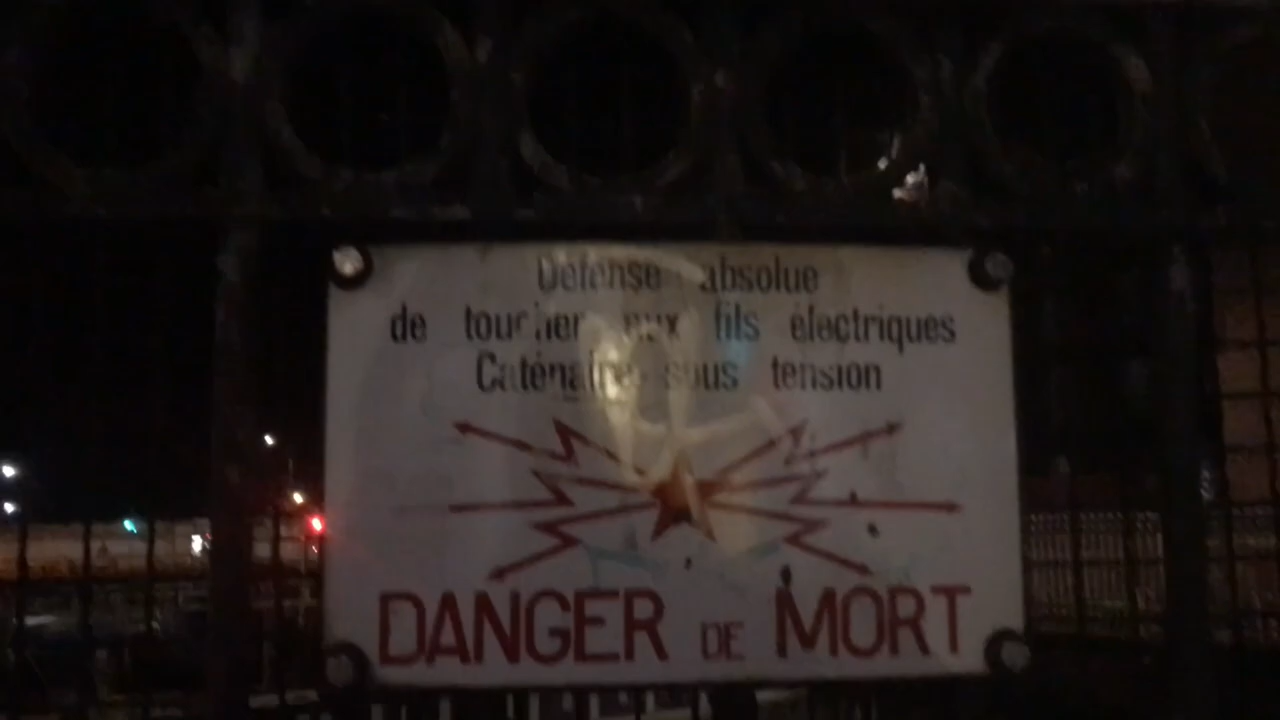 Défense absolue
de toucher aux fils électriques
Caténaire sous tension
DANGER DE MORT